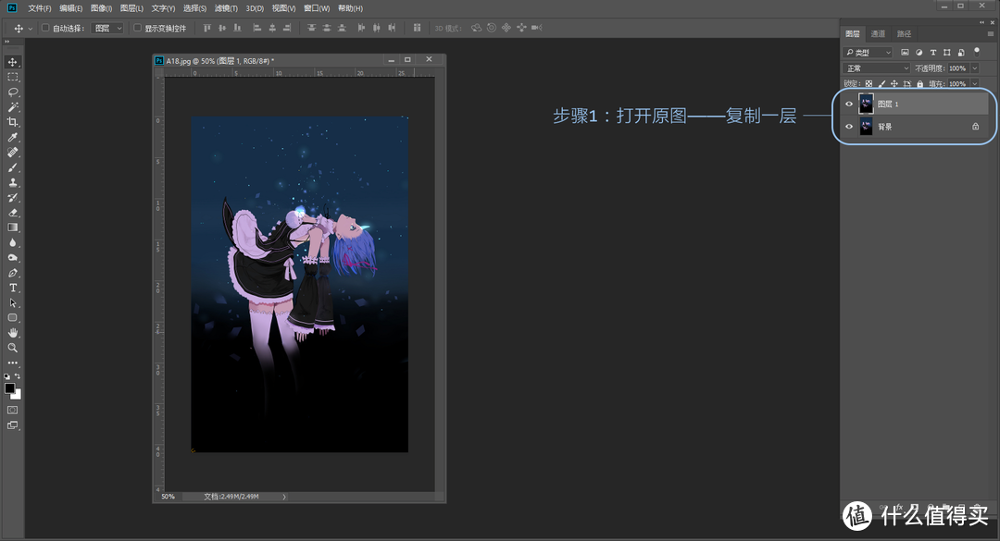 Ps 文件(F) 编辑(E) 图像(I) 图层(L) 文字(Y) 选择(S) 滤镜(T) 3D(D) 视图(V) 窗口(W) 帮助(H)
自动选择: 图层 显示变换控件 3D 模式:
图层 通道 路径
类型
正常 不透明度: 100%
锁定: 填充: 100%
图层 1
背景
Ps A18.jpg @ 50% (图层 1, RGB/8#) *
0 5 10 15 20 25
0
5
10
15
20
25
30
35
40
4
步骤1：打开原图——复制一层
50% 文档:2.49M/2.49M
fx
值 什么值得买